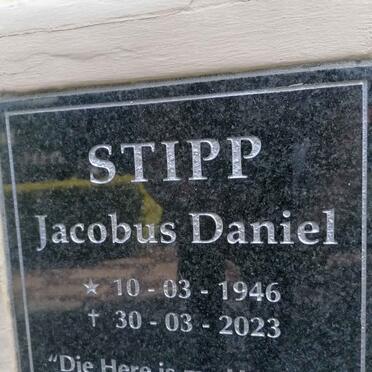 STIPP
Jacobus Daniel
★ 10 - 03 - 1946
† 30 - 03 - 2023
"Die Here is